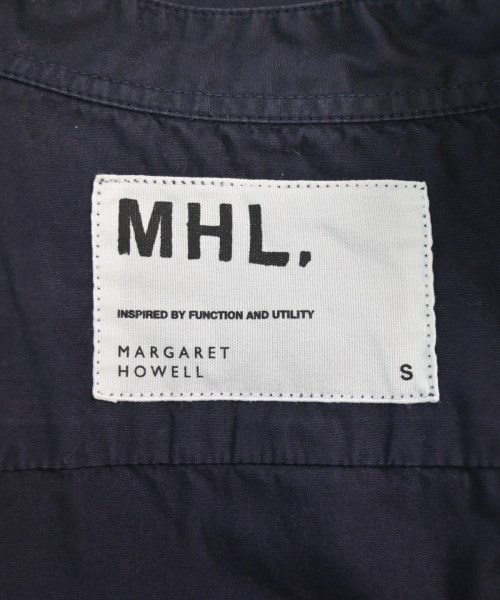 MHL.
INSPIRED BY FUNCTION AND UTILITY
MARGARET
HOWELL
S